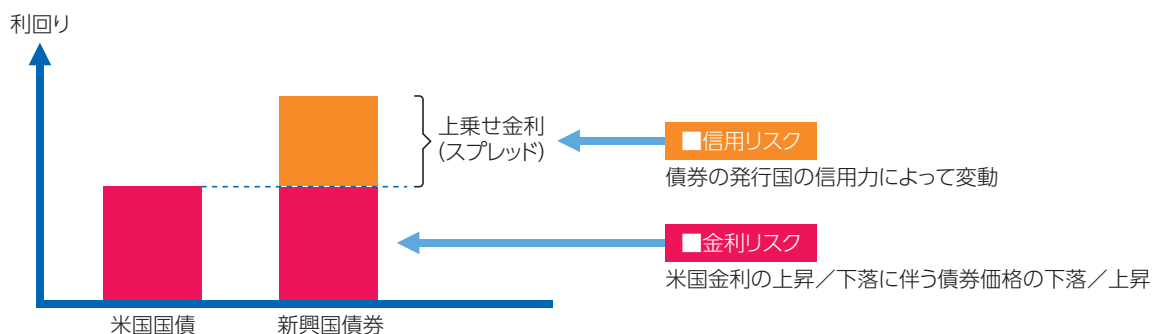 利回り
上乗せ金利
(スプレッド)
■信用リスク
債券の発行国の信用力によって変動
■金利リスク
米国金利の上昇／下落に伴う債券価格の下落／上昇
米国国債
新興国債券